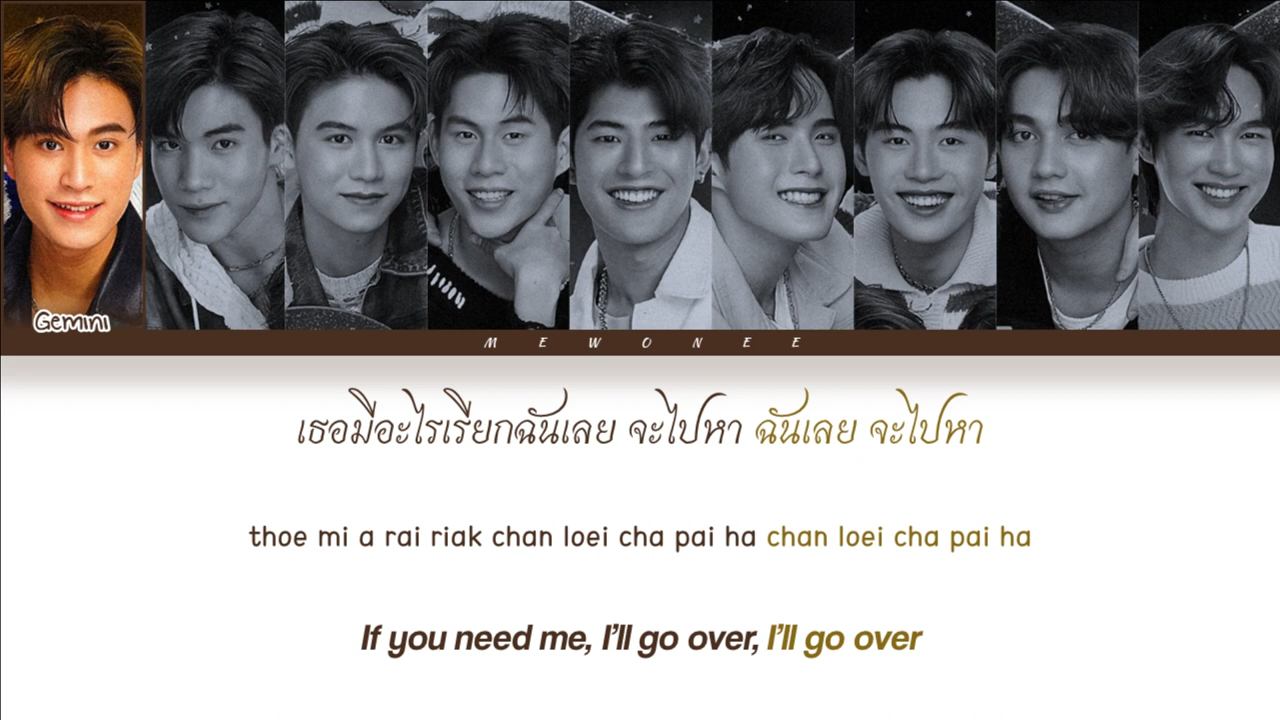 Gemini
M E W O N E E
เธอมีอะไรเรียกฉันเลย จะไปหา ฉันเลย จะไปหา
thoe mi a rai riak chan loei cha pai ha chan loei cha pai ha
If you need me, I'll go over, I'll go over